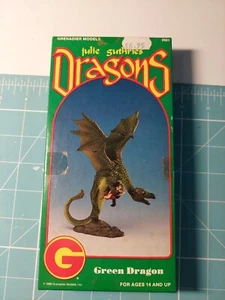 GRENADIER MODELS
julie guthrie's
DRAGONS
G
Green Dragon
FOR AGES 14 AND UP